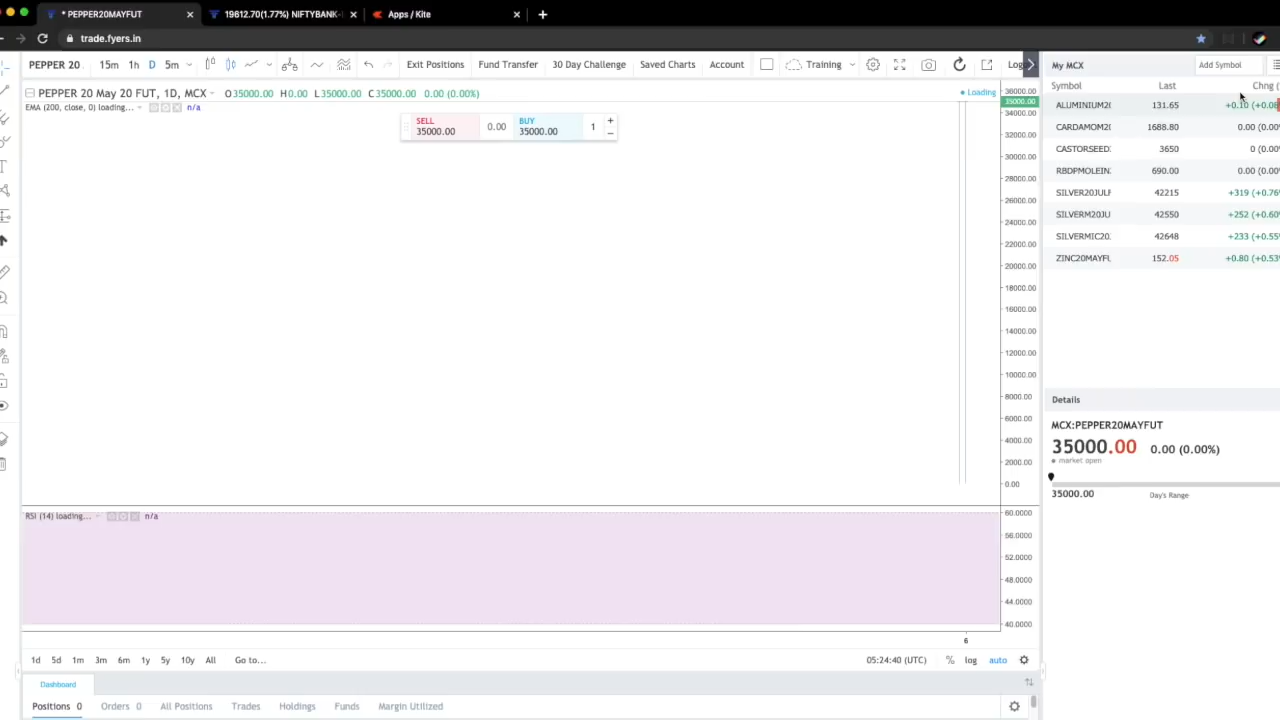 * PEPPER20MAYFUT
19612.70(1.77%) NIFTYBANK-
Apps / Kite
trade.fyers.in
PEPPER 20 15m 1h D 5m Exit Positions Fund Transfer 30 Day Challenge Saved Charts Account Training Log
PEPPER 20 May 20 FUT, 1D, MCX O35000.00 H0.00 L35000.00 C35000.00 0.00 (0.00%)
Loading
EMA (200, close, 0) loading... n/a
SELL 35000.00 0.00 BUY 35000.00 1 + −
36000.00
35000.00
34000.00
32000.00
30000.00
28000.00
26000.00
24000.00
22000.00
20000.00
18000.00
16000.00
14000.00
12000.00
10000.00
8000.00
6000.00
4000.00
2000.00
0.00
RSI (14) loading... n/a
60.0000
56.0000
52.0000
48.0000
44.0000
40.0000
6
1d 5d 1m 3m 6m 1y 5y 10y All Go to... 05:24:40 (UTC) % log auto
Dashboard
Positions 0 Orders 0 All Positions Trades Holdings Funds Margin Utilized
My MCX Add Symbol
Symbol Last Chng (
ALUMINIUM20 131.65 +0.10 (+0.08
CARDAMOM20 1688.80 0.00 (0.00
CASTORSEED 3650 0 (0.00
RBDPMOLEIN 690.00 0.00 (0.00
SILVER20JUL 42215 +319 (+0.76
SILVERM20JU 42550 +252 (+0.60
SILVERMIC20 42648 +233 (+0.55
ZINC20MAYFU 152.05 +0.80 (+0.53
Details
MCX:PEPPER20MAYFUT
35000.00 0.00 (0.00%)
market open
35000.00 Day's Range